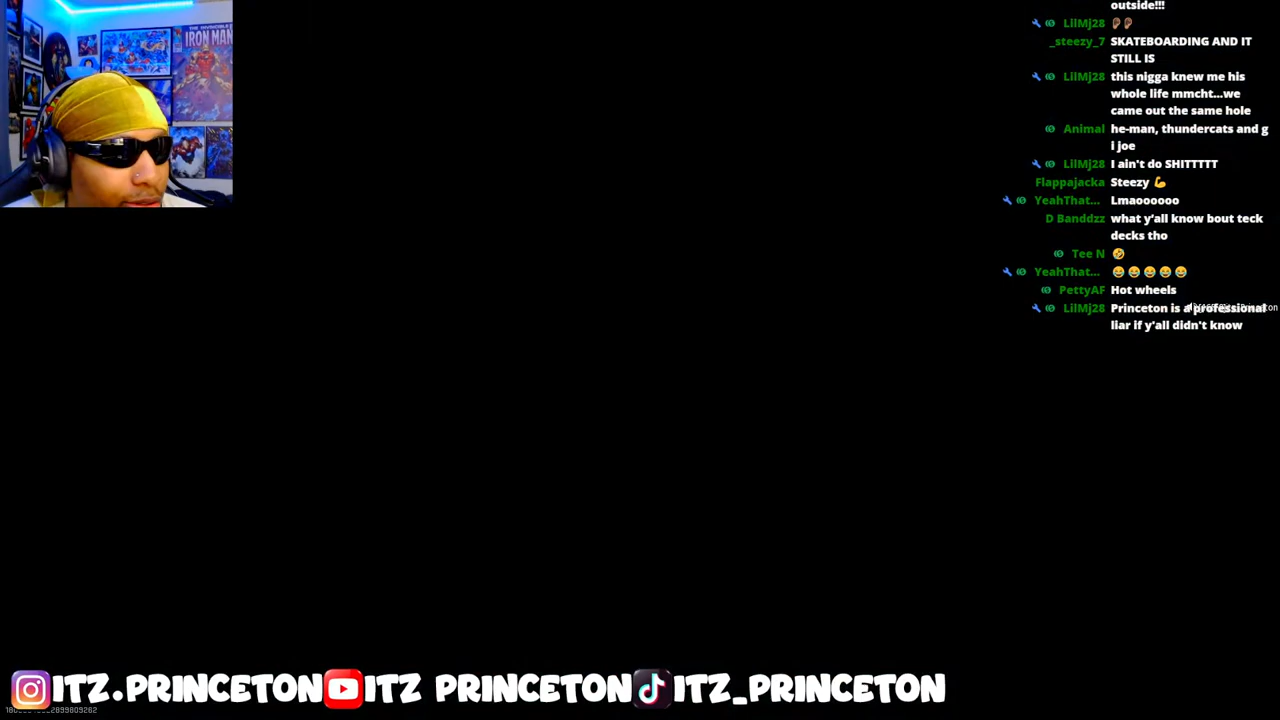 IRON MAN
outside!!!
LilMj28 👂🏾👂🏾
_steezy_7 SKATEBOARDING AND IT
STILL IS
LilMj28 this nigga knew me his
whole life mmcht...we
came out the same hole
Animal he-man, thundercats and g
i joe
LilMj28 I ain't do SHITTTTT
Flappajacka Steezy 💪
YeahThat... Lmaoooooo
D Banddzz what y'all know bout teck
decks tho
Tee N 🤣
YeahThat... 😂😂😂😂😂
PettyAF Hot wheels
LilMj28 Princeton is a professional
liar if y'all didn't know
ITZ.PRINCETON ITZ PRINCETON ITZ_PRINCETON